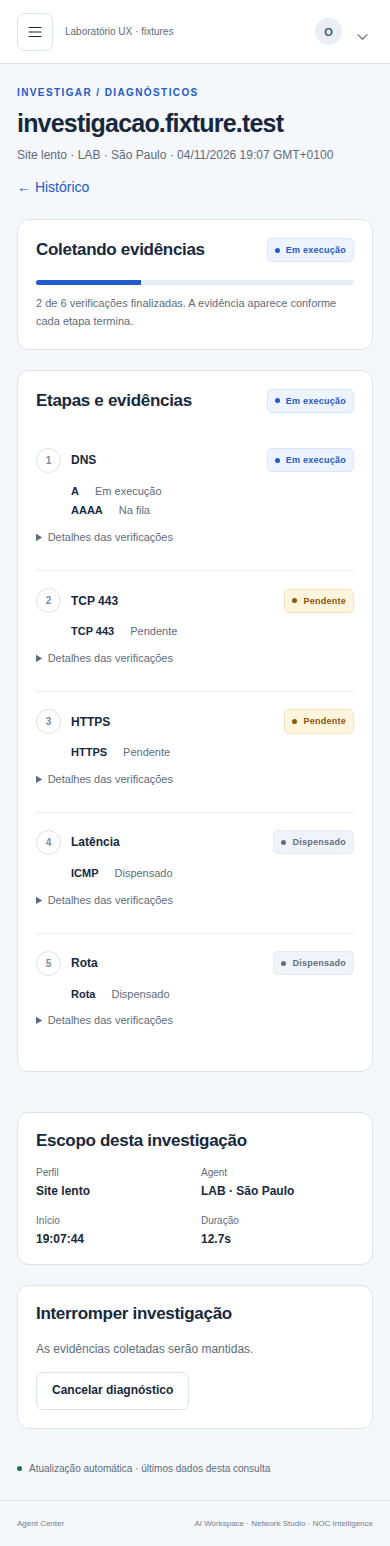 Laboratório UX · fixtures
O
INVESTIGAR / DIAGNÓSTICOS
investigacao.fixture.test
Site lento · LAB · São Paulo · 04/11/2026 19:07 GMT+0100
← Histórico
Coletando evidências
Em execução
2 de 6 verificações finalizadas. A evidência aparece conforme
cada etapa termina.
Etapas e evidências
Em execução
1 DNS
Em execução
A Em execução
AAAA Na fila
▶ Detalhes das verificações
2 TCP 443
Pendente
TCP 443 Pendente
▶ Detalhes das verificações
3 HTTPS
Pendente
HTTPS Pendente
▶ Detalhes das verificações
4 Latência
Dispensado
ICMP Dispensado
▶ Detalhes das verificações
5 Rota
Dispensado
Rota Dispensado
▶ Detalhes das verificações
Escopo desta investigação
Perfil
Site lento
Agent
LAB · São Paulo
Início
19:07:44
Duração
12.7s
Interromper investigação
As evidências coletadas serão mantidas.
Cancelar diagnóstico
Atualização automática · últimos dados desta consulta
Agent Center
AI Workspace · Network Studio · NOC Intelligence